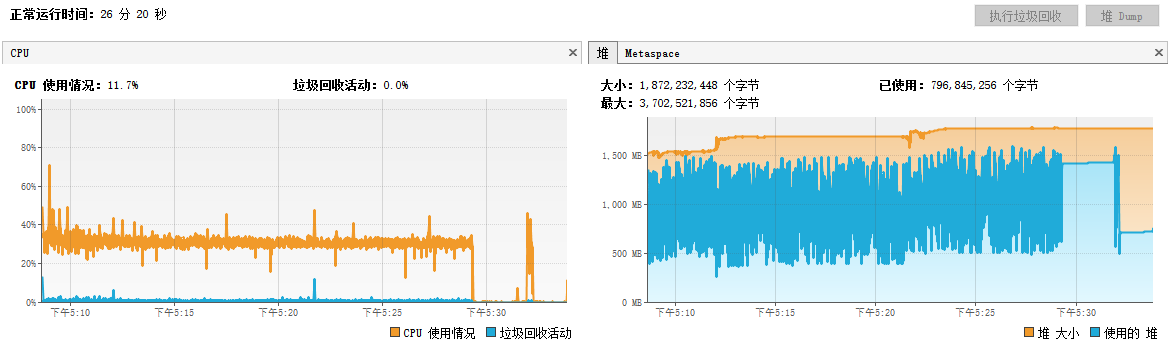 正常运行时间：26 分 20 秒
执行垃圾回收 堆 Dump
CPU
CPU 使用情况：11.7% 垃圾回收活动：0.0%
100%
80%
60%
40%
20%
0%
下午5:10 下午5:15 下午5:20 下午5:25 下午5:30
CPU 使用情况 垃圾回收活动
堆 Metaspace
大小：1,872,232,448 个字节 已使用：796,845,256 个字节
最大：3,702,521,856 个字节
1,500 MB
1,000 MB
500 MB
0 MB
下午5:10 下午5:15 下午5:20 下午5:25 下午5:30
堆 大小 使用的 堆